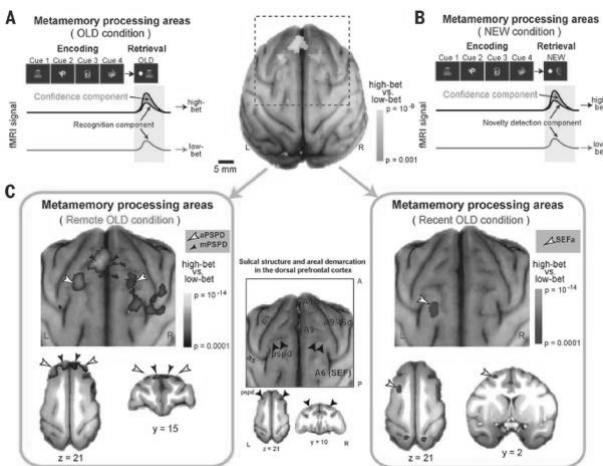 A
Metamemory processing areas
( OLD condition )
Encoding Retrieval
Cue 1 Cue 2 Cue 3 Cue 4 OLD
Confidence component
high-bet
Recognition component
low-bet
fMRI signal
5 mm
L R
high-bet
vs.
low-bet
p = 10⁻⁹
p = 0.001
B
Metamemory processing areas
( NEW condition )
Encoding Retrieval
Cue 1 Cue 2 Cue 3 Cue 4 NEW
Confidence component
high-bet
Novelty detection component
low-bet
fMRI signal
C
Metamemory processing areas
( Remote OLD condition )
aPSPD
mPSPD
high-bet
vs.
low-bet
p = 10⁻¹⁴
p = 0.0001
L R
z = 21
y = 15
Sulcal structure and areal demarcation
in the dorsal prefrontal cortex
A
A9
pspd
A6 (SEF)
P
pspd
L z=21 y=10 R
Metamemory processing areas
( Recent OLD condition )
SEFa
high-bet
vs.
low-bet
p = 10⁻¹⁴
p = 0.0001
L R
z = 21
y = 2